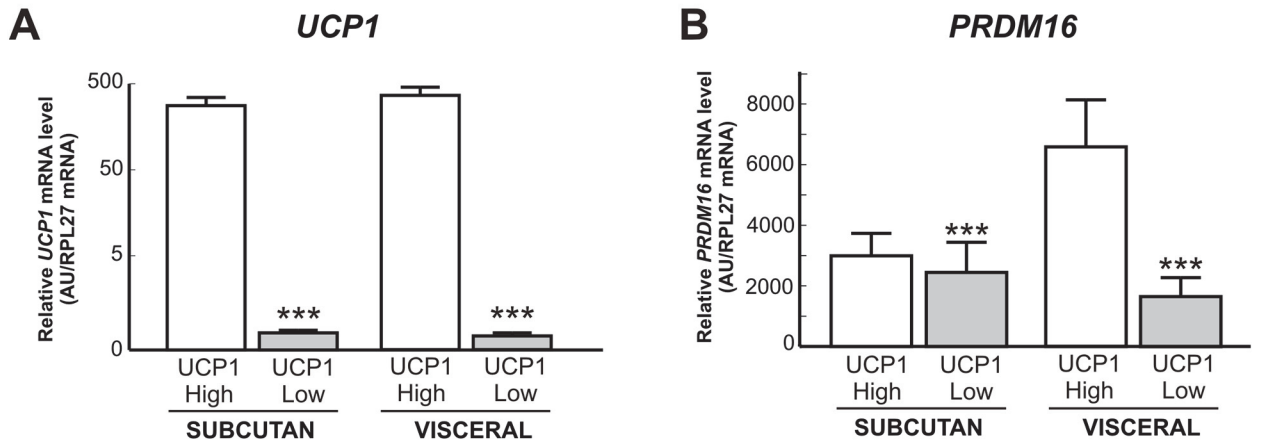 A
UCP1
Relative UCP1 mRNA level
(AU/RPL27 mRNA)
500
50
5
0
***
***
UCP1
High
UCP1
Low
UCP1
High
UCP1
Low
SUBCUTAN
VISCERAL
B
PRDM16
Relative PRDM16 mRNA level
(AU/RPL27 mRNA)
8000
6000
4000
2000
0
***
***
UCP1
High
UCP1
Low
UCP1
High
UCP1
Low
SUBCUTAN
VISCERAL